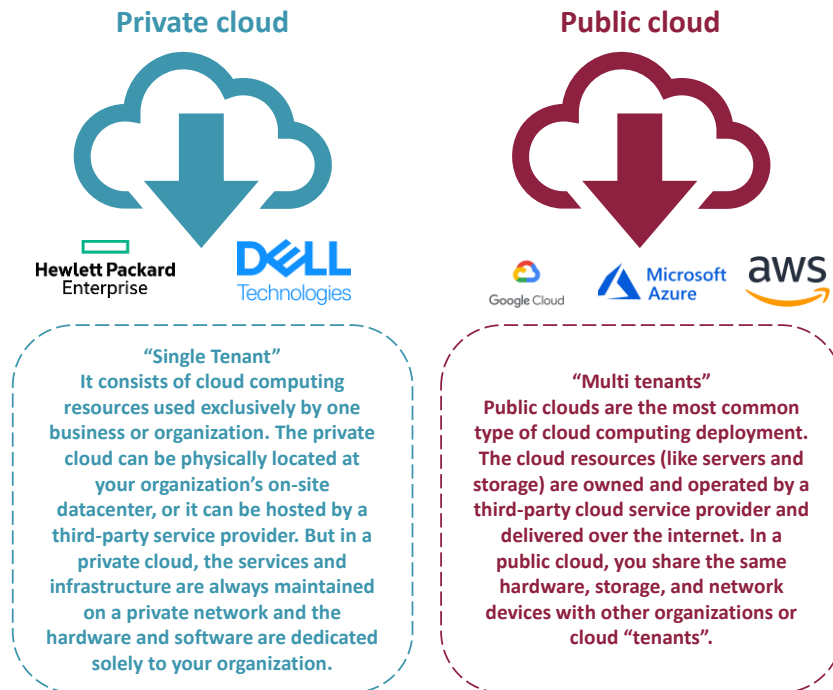 Private cloud
Hewlett Packard
Enterprise
DELL
Technologies
“Single Tenant”
It consists of cloud computing
resources used exclusively by one
business or organization. The private
cloud can be physically located at
your organization’s on-site
datacenter, or it can be hosted by a
third-party service provider. But in a
private cloud, the services and
infrastructure are always maintained
on a private network and the
hardware and software are dedicated
solely to your organization.
Public cloud
Google Cloud
Microsoft
Azure
aws
“Multi tenants”
Public clouds are the most common
type of cloud computing deployment.
The cloud resources (like servers and
storage) are owned and operated by a
third-party cloud service provider and
delivered over the internet. In a
public cloud, you share the same
hardware, storage, and network
devices with other organizations or
cloud “tenants”.